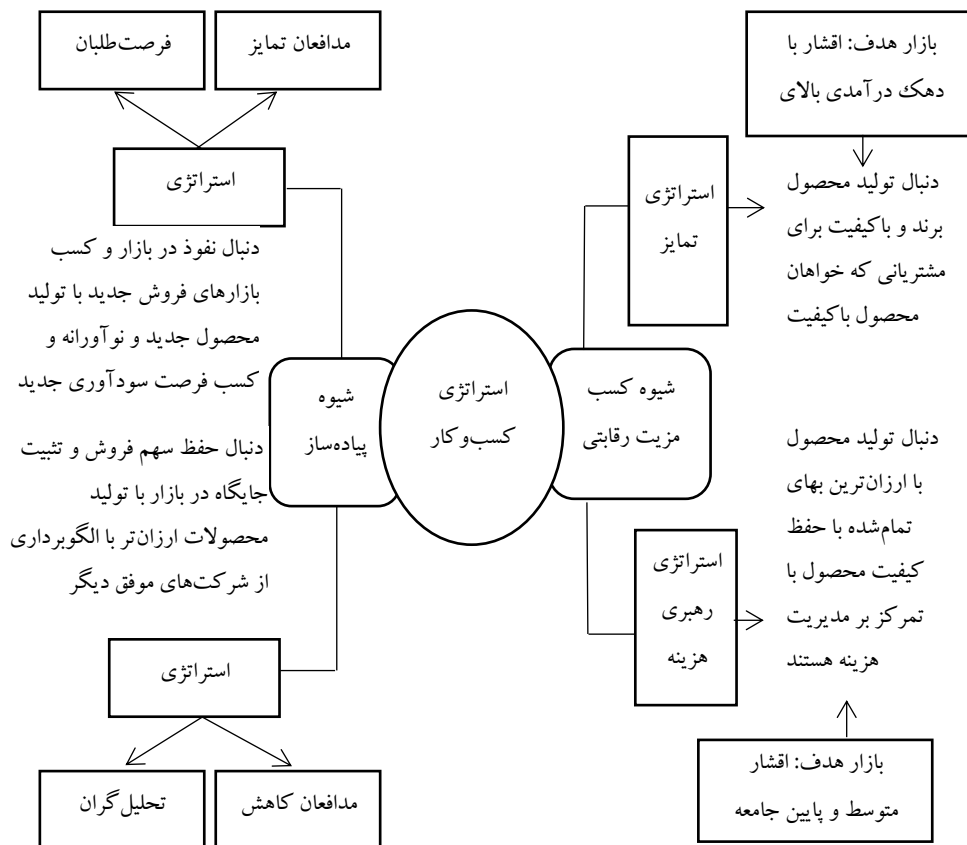 بازار هدف: اقشار با
دهک درآمدی بالای
مدافعان تمایز
فرصت‌طلبان
استراتژی
تمایز
دنبال تولید محصول
برند و باکیفیت برای
مشتریانی که خواهان
محصول باکیفیت
استراتژی
دنبال نفوذ در بازار و کسب
بازارهای فروش جدید با تولید
محصول جدید و نوآورانه و
کسب فرصت سودآوری جدید
شیوه کسب
مزیت رقابتی
استراتژی
کسب‌وکار
شیوه
پیاده‌ساز
دنبال تولید محصول
با ارزان‌ترین بهای
تمام‌شده با حفظ
کیفیت محصول با
تمرکز بر مدیریت
هزینه هستند
استراتژی
رهبری
هزینه
دنبال حفظ سهم فروش و تثبیت
جایگاه در بازار با تولید
محصولات ارزان‌تر با الگوبرداری
از شرکت‌های موفق دیگر
استراتژی
بازار هدف: اقشار
متوسط و پایین جامعه
مدافعان کاهش
تحلیل‌گران